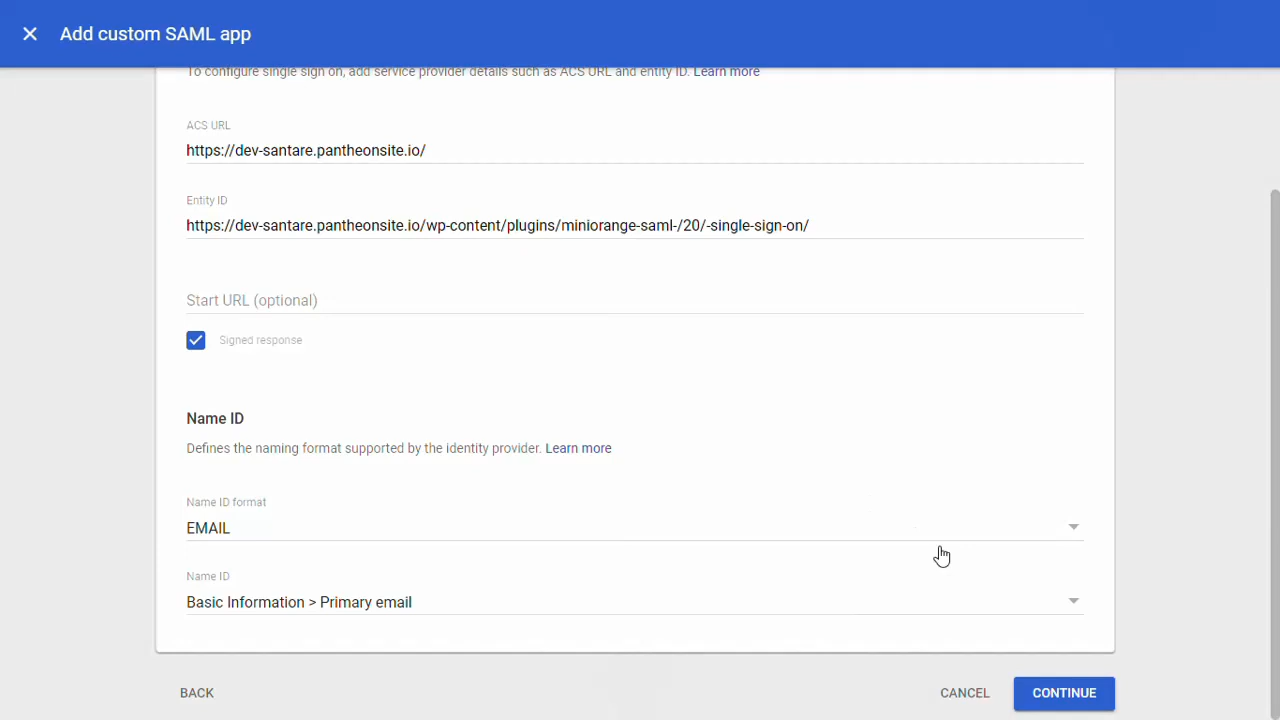 Add custom SAML app
To configure single sign on, add service provider details such as ACS URL and entity ID. Learn more
ACS URL
https://dev-santare.pantheonsite.io/
Entity ID
https://dev-santare.pantheonsite.io/wp-content/plugins/miniorange-saml-/20/-single-sign-on/
Start URL (optional)
Signed response
Name ID
Defines the naming format supported by the identity provider. Learn more
Name ID format
EMAIL
Name ID
Basic Information > Primary email
BACK
CANCEL
CONTINUE